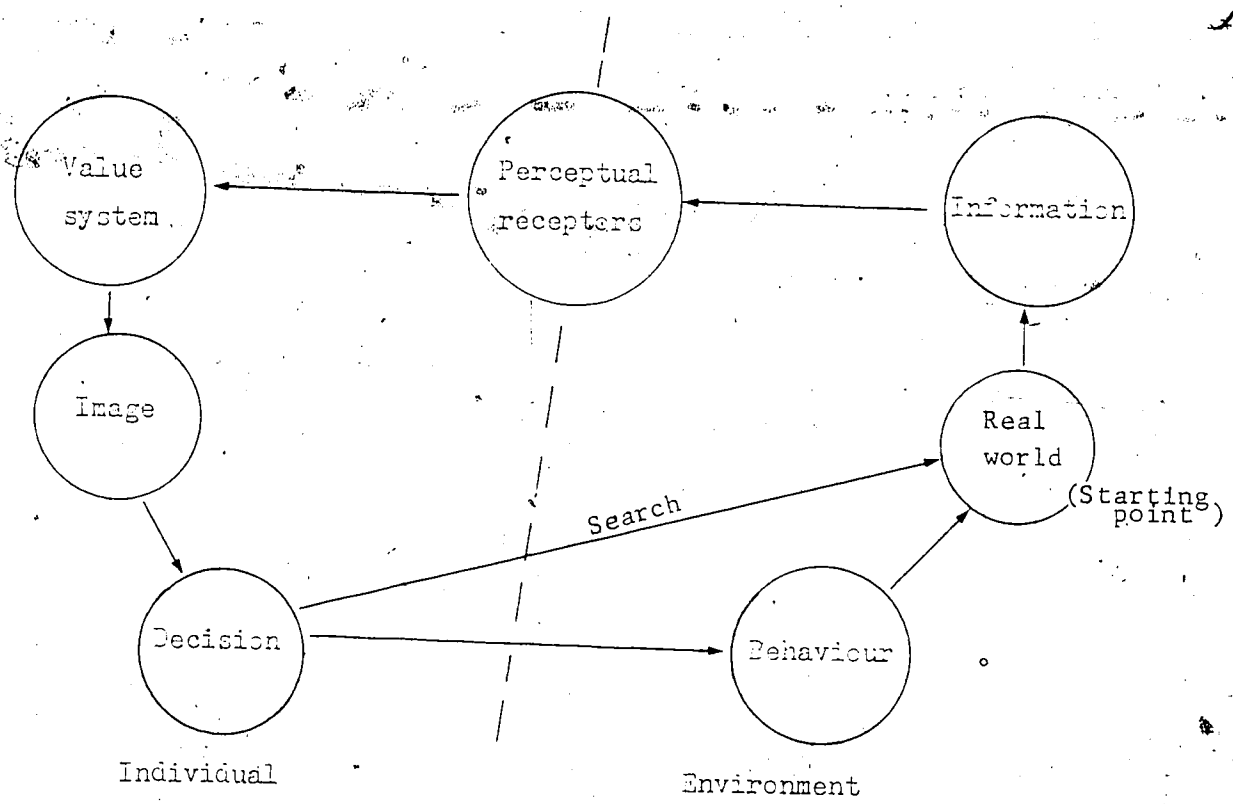 Value
system
Perceptual
receptors
Information
Image
Real
world
(Starting
point)
Search
Decision
Behaviour
Individual
Environment